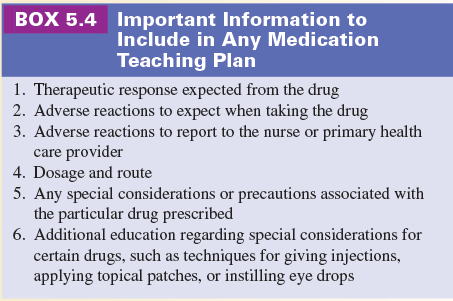 BOX 5.4 Important Information to
Include in Any Medication
Teaching Plan
1. Therapeutic response expected from the drug
2. Adverse reactions to expect when taking the drug
3. Adverse reactions to report to the nurse or primary health
care provider
4. Dosage and route
5. Any special considerations or precautions associated with
the particular drug prescribed
6. Additional education regarding special considerations for
certain drugs, such as techniques for giving injections,
applying topical patches, or instilling eye drops